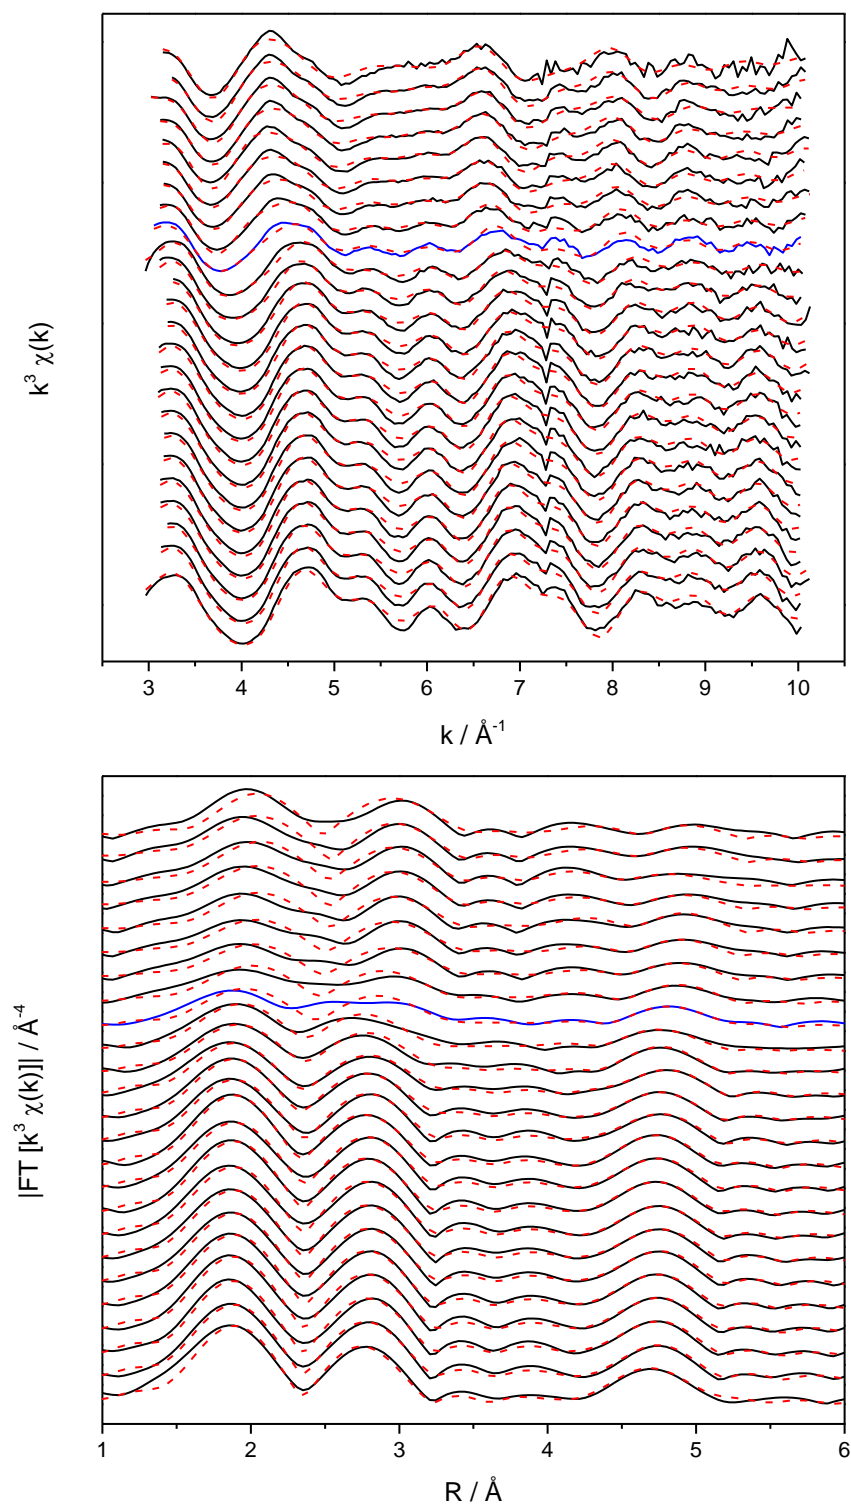 k³ χ(k)
3 4 5 6 7 8 9 10
k / Å⁻¹
|FT [k³ χ(k)]| / Å⁻⁴
1 2 3 4 5 6
R / Å